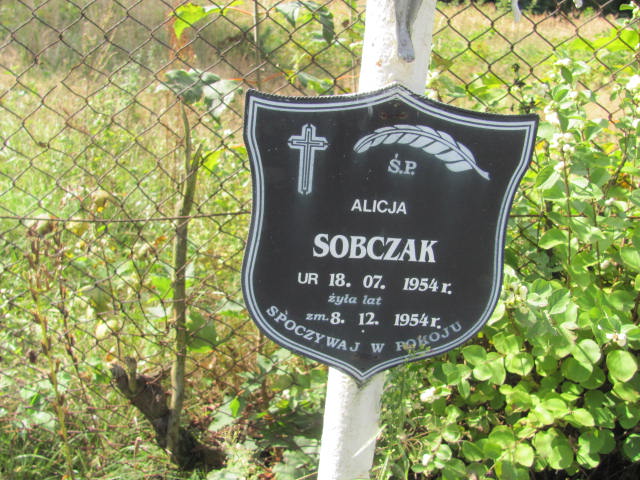 Ś.P.
ALICJA
SOBCZAK
UR 18. 07. 1954 r.
żyła lat
zm. 8. 12. 1954 r.
SPOCZYWAJ W POKOJU